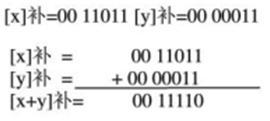 [x]补=00 11011 [y]补=00 00011
[x]补 = 00 11011
[y]补 = + 00 00011
[x+y]补= 00 11110